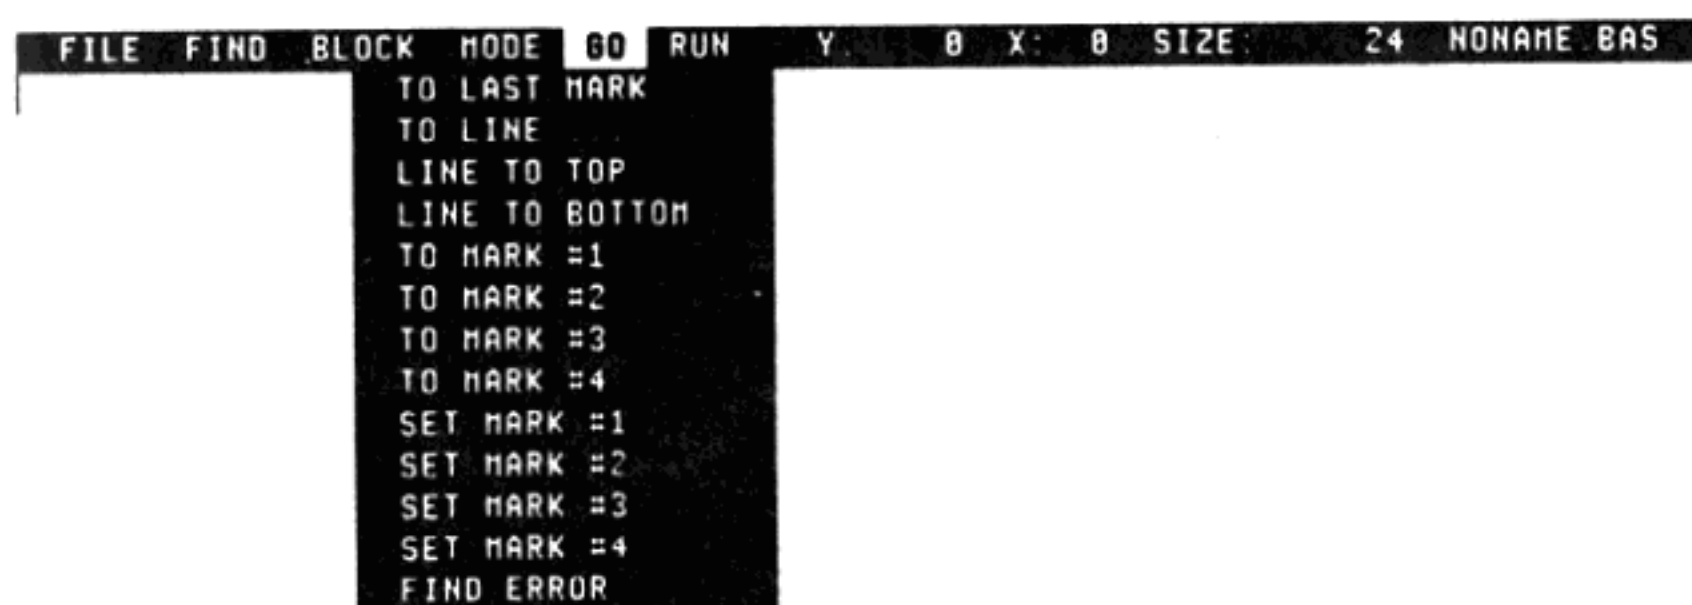 FILE FIND BLOCK MODE GO RUN Y: 0 X: 0 SIZE: 24 NONAME.BAS
TO LAST MARK
TO LINE ...
LINE TO TOP
LINE TO BOTTOM
TO MARK #1
TO MARK #2
TO MARK #3
TO MARK #4
SET MARK #1
SET MARK #2
SET MARK #3
SET MARK #4
FIND ERROR